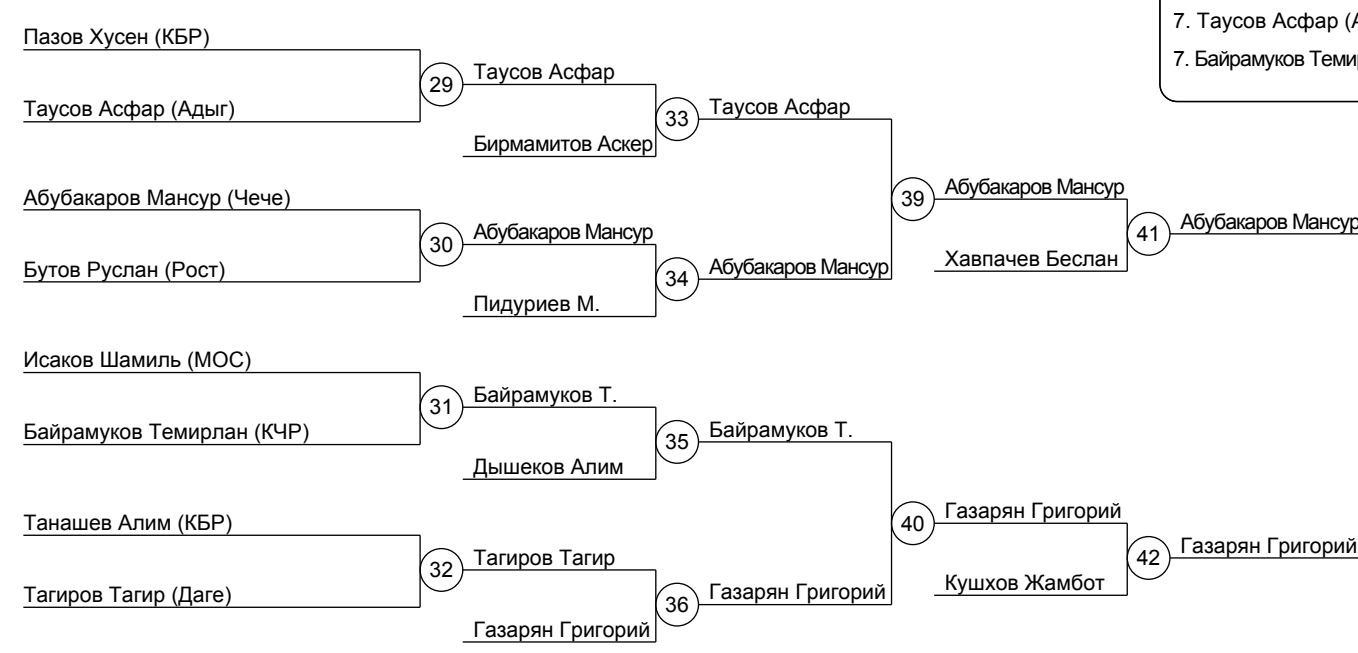 7. Таусов Асфар (А
7. Байрамуков Теми
Пазов Хусен (КБР)
Таусов Асфар (Адыг)
29
Таусов Асфар
Бирмамитов Аскер
33
Таусов Асфар
Абубакаров Мансур (Чече)
Бутов Руслан (Рост)
30
Абубакаров Мансур
Пидуриев М.
34
Абубакаров Мансур
39
Абубакаров Мансур
Хавпачев Беслан
41
Абубакаров Мансур
Исаков Шамиль (МОС)
Байрамуков Темирлан (КЧР)
31
Байрамуков Т.
Дышеков Алим
35
Байрамуков Т.
Танашев Алим (КБР)
Тагиров Тагир (Даге)
32
Тагиров Тагир
Газарян Григорий
36
Газарян Григорий
40
Газарян Григорий
Кушхов Жамбот
42
Газарян Григорий